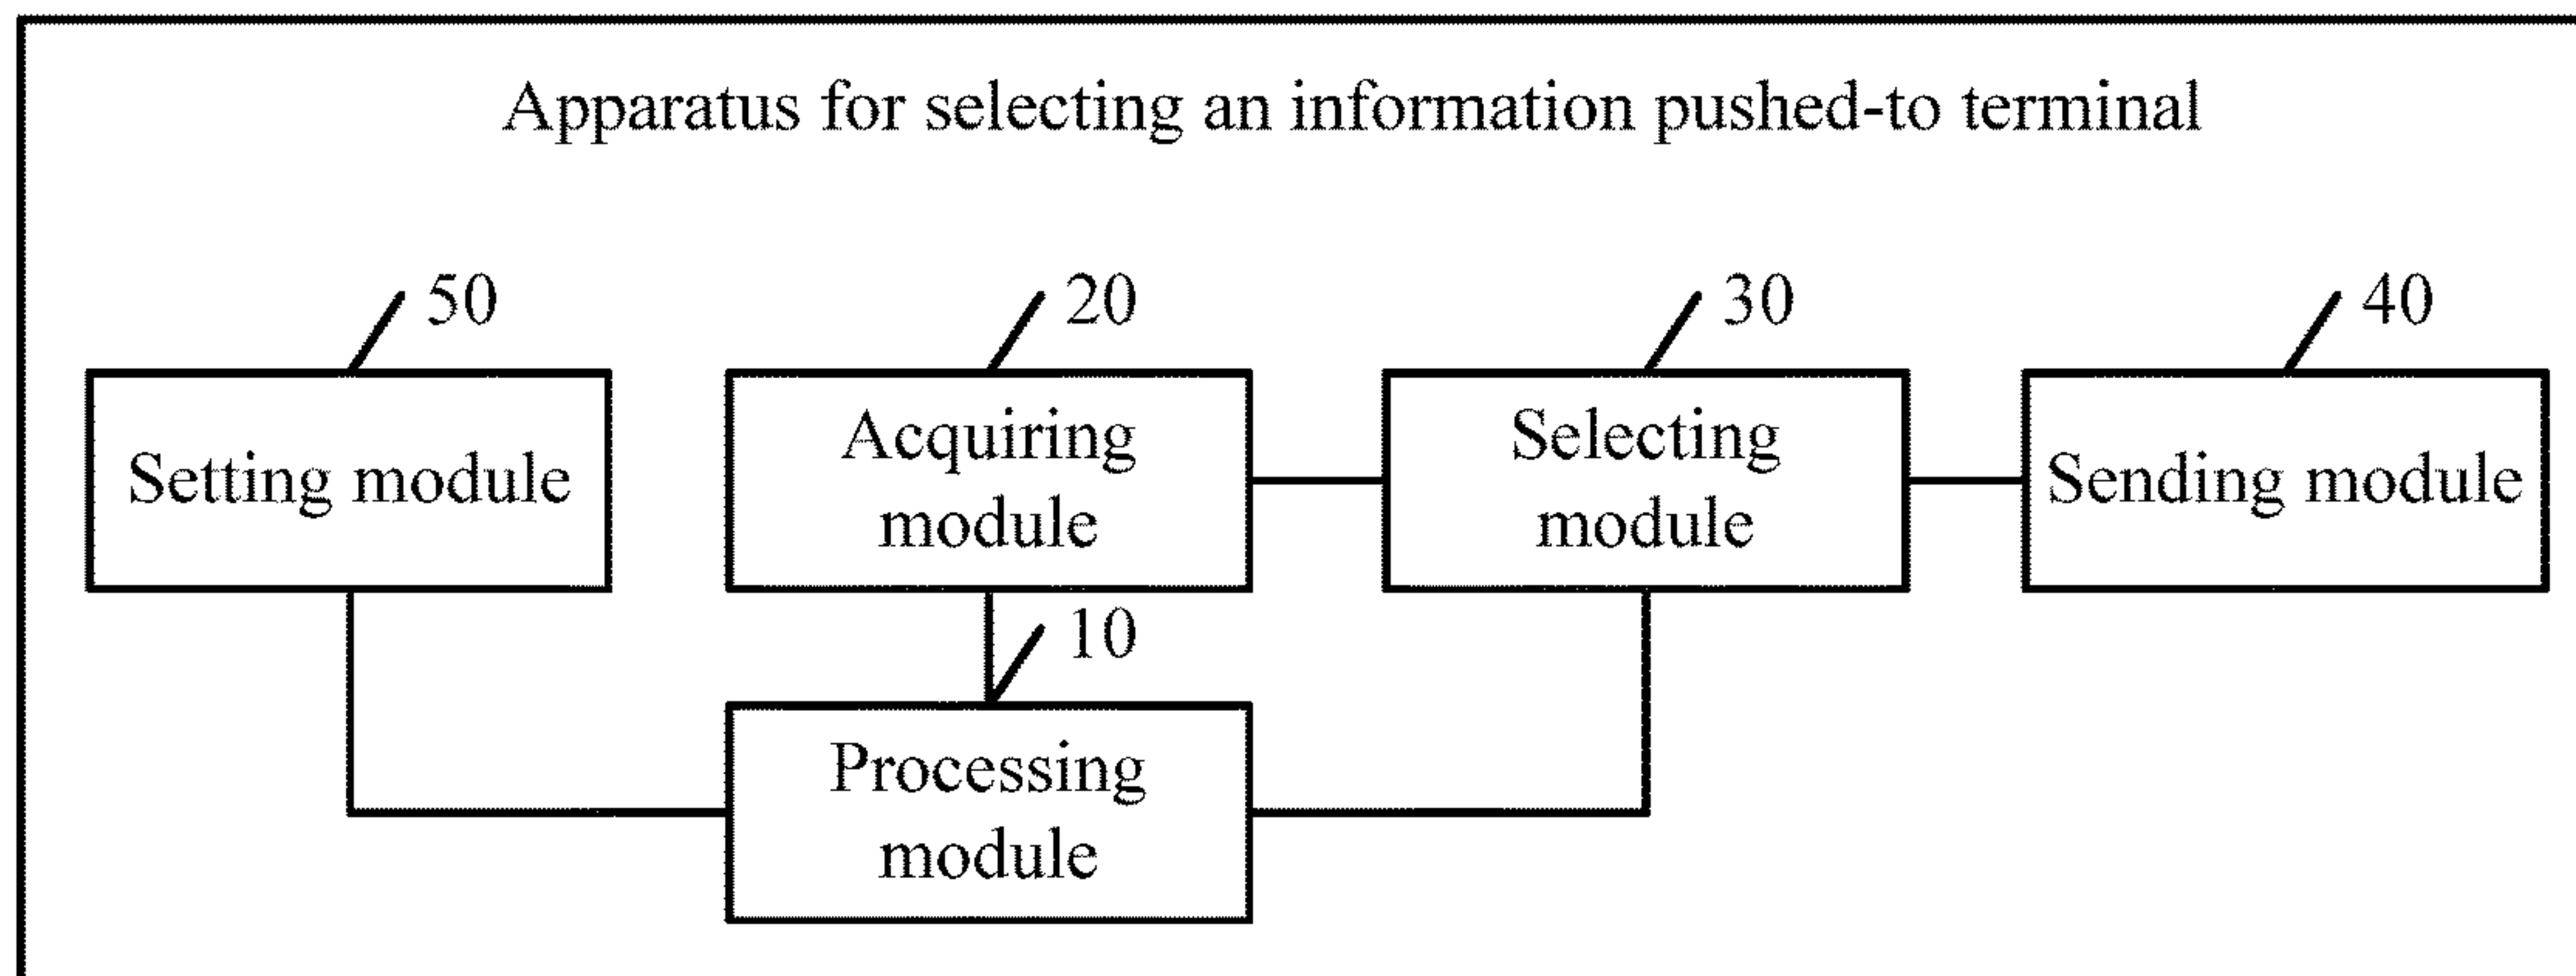 Apparatus for selecting an information pushed-to terminal
50
20
30
40
Setting module
Acquiring
module
Selecting
module
Sending module
10
Processing
module